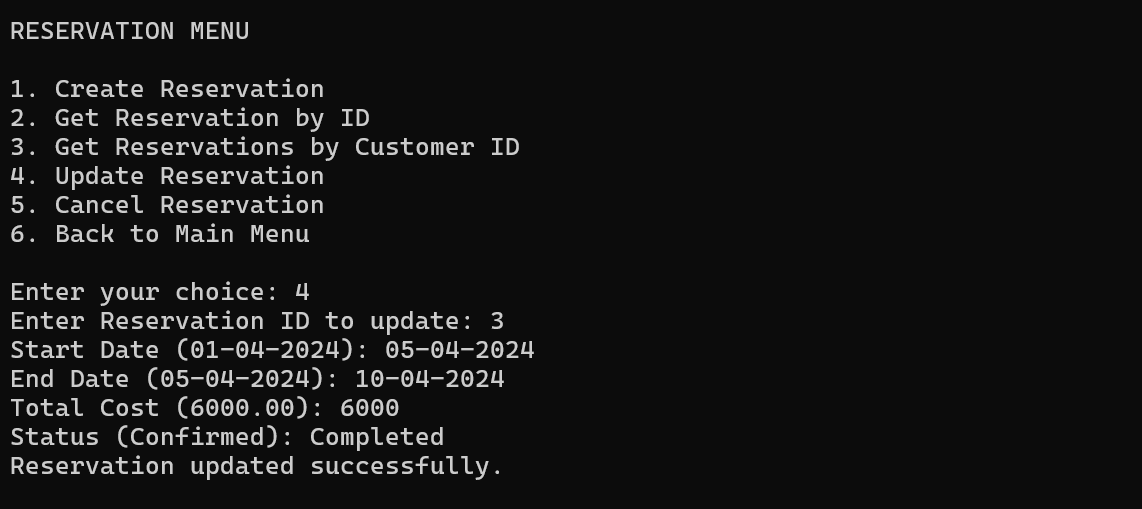 RESERVATION MENU
1. Create Reservation
2. Get Reservation by ID
3. Get Reservations by Customer ID
4. Update Reservation
5. Cancel Reservation
6. Back to Main Menu
Enter your choice: 4
Enter Reservation ID to update: 3
Start Date (01-04-2024): 05-04-2024
End Date (05-04-2024): 10-04-2024
Total Cost (6000.00): 6000
Status (Confirmed): Completed
Reservation updated successfully.